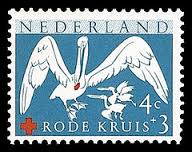 NEDERLAND
4c
RODE KRUIS +3